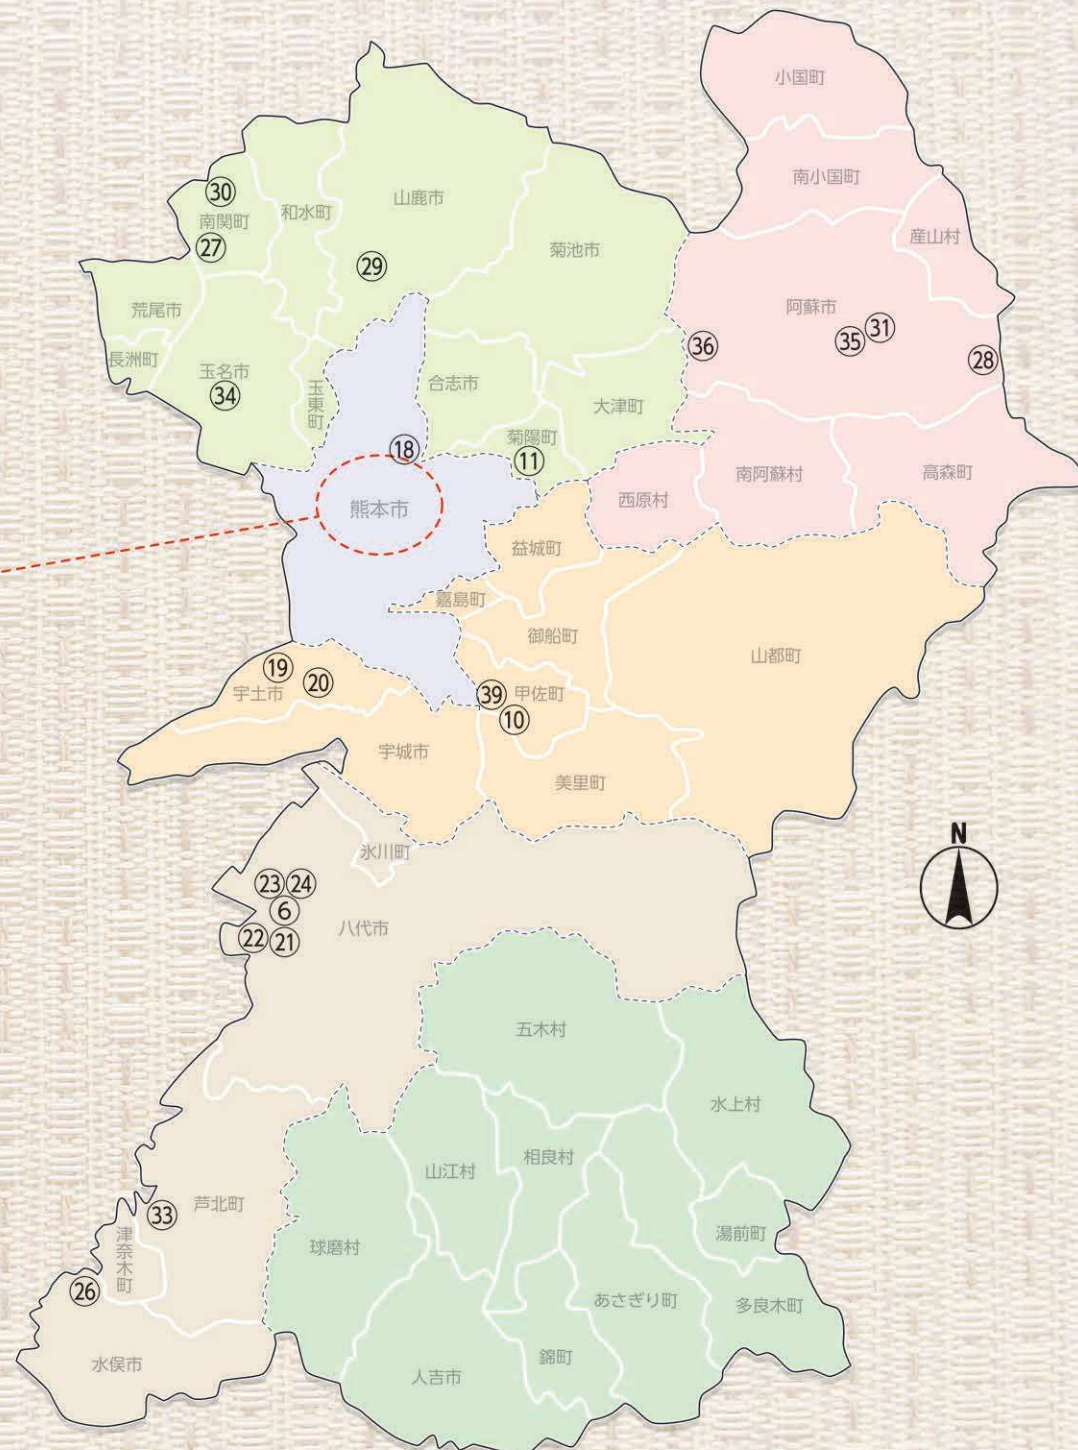 小国町
南小国町
産山村
阿蘇市
㉟
㉛
㊱
㉘
高森町
南阿蘇村
西原村
㉚
南関町
㉗
和水町
山鹿市
㉙
菊池市
荒尾市
長洲町
玉名市
㉞
玉東町
合志市
大津町
菊陽町
⑪
⑱
熊本市
益城町
嘉島町
御船町
山都町
⑲
宇土市
⑳
㊴
甲佐町
⑩
宇城市
美里町
N
氷川町
㉓
㉔
⑥
㉒
㉑
八代市
五木村
水上村
山江村
相良村
湯前町
芦北町
㉝
津奈木町
㉖
水俣市
球磨村
あさぎり町
多良木町
錦町
人吉市